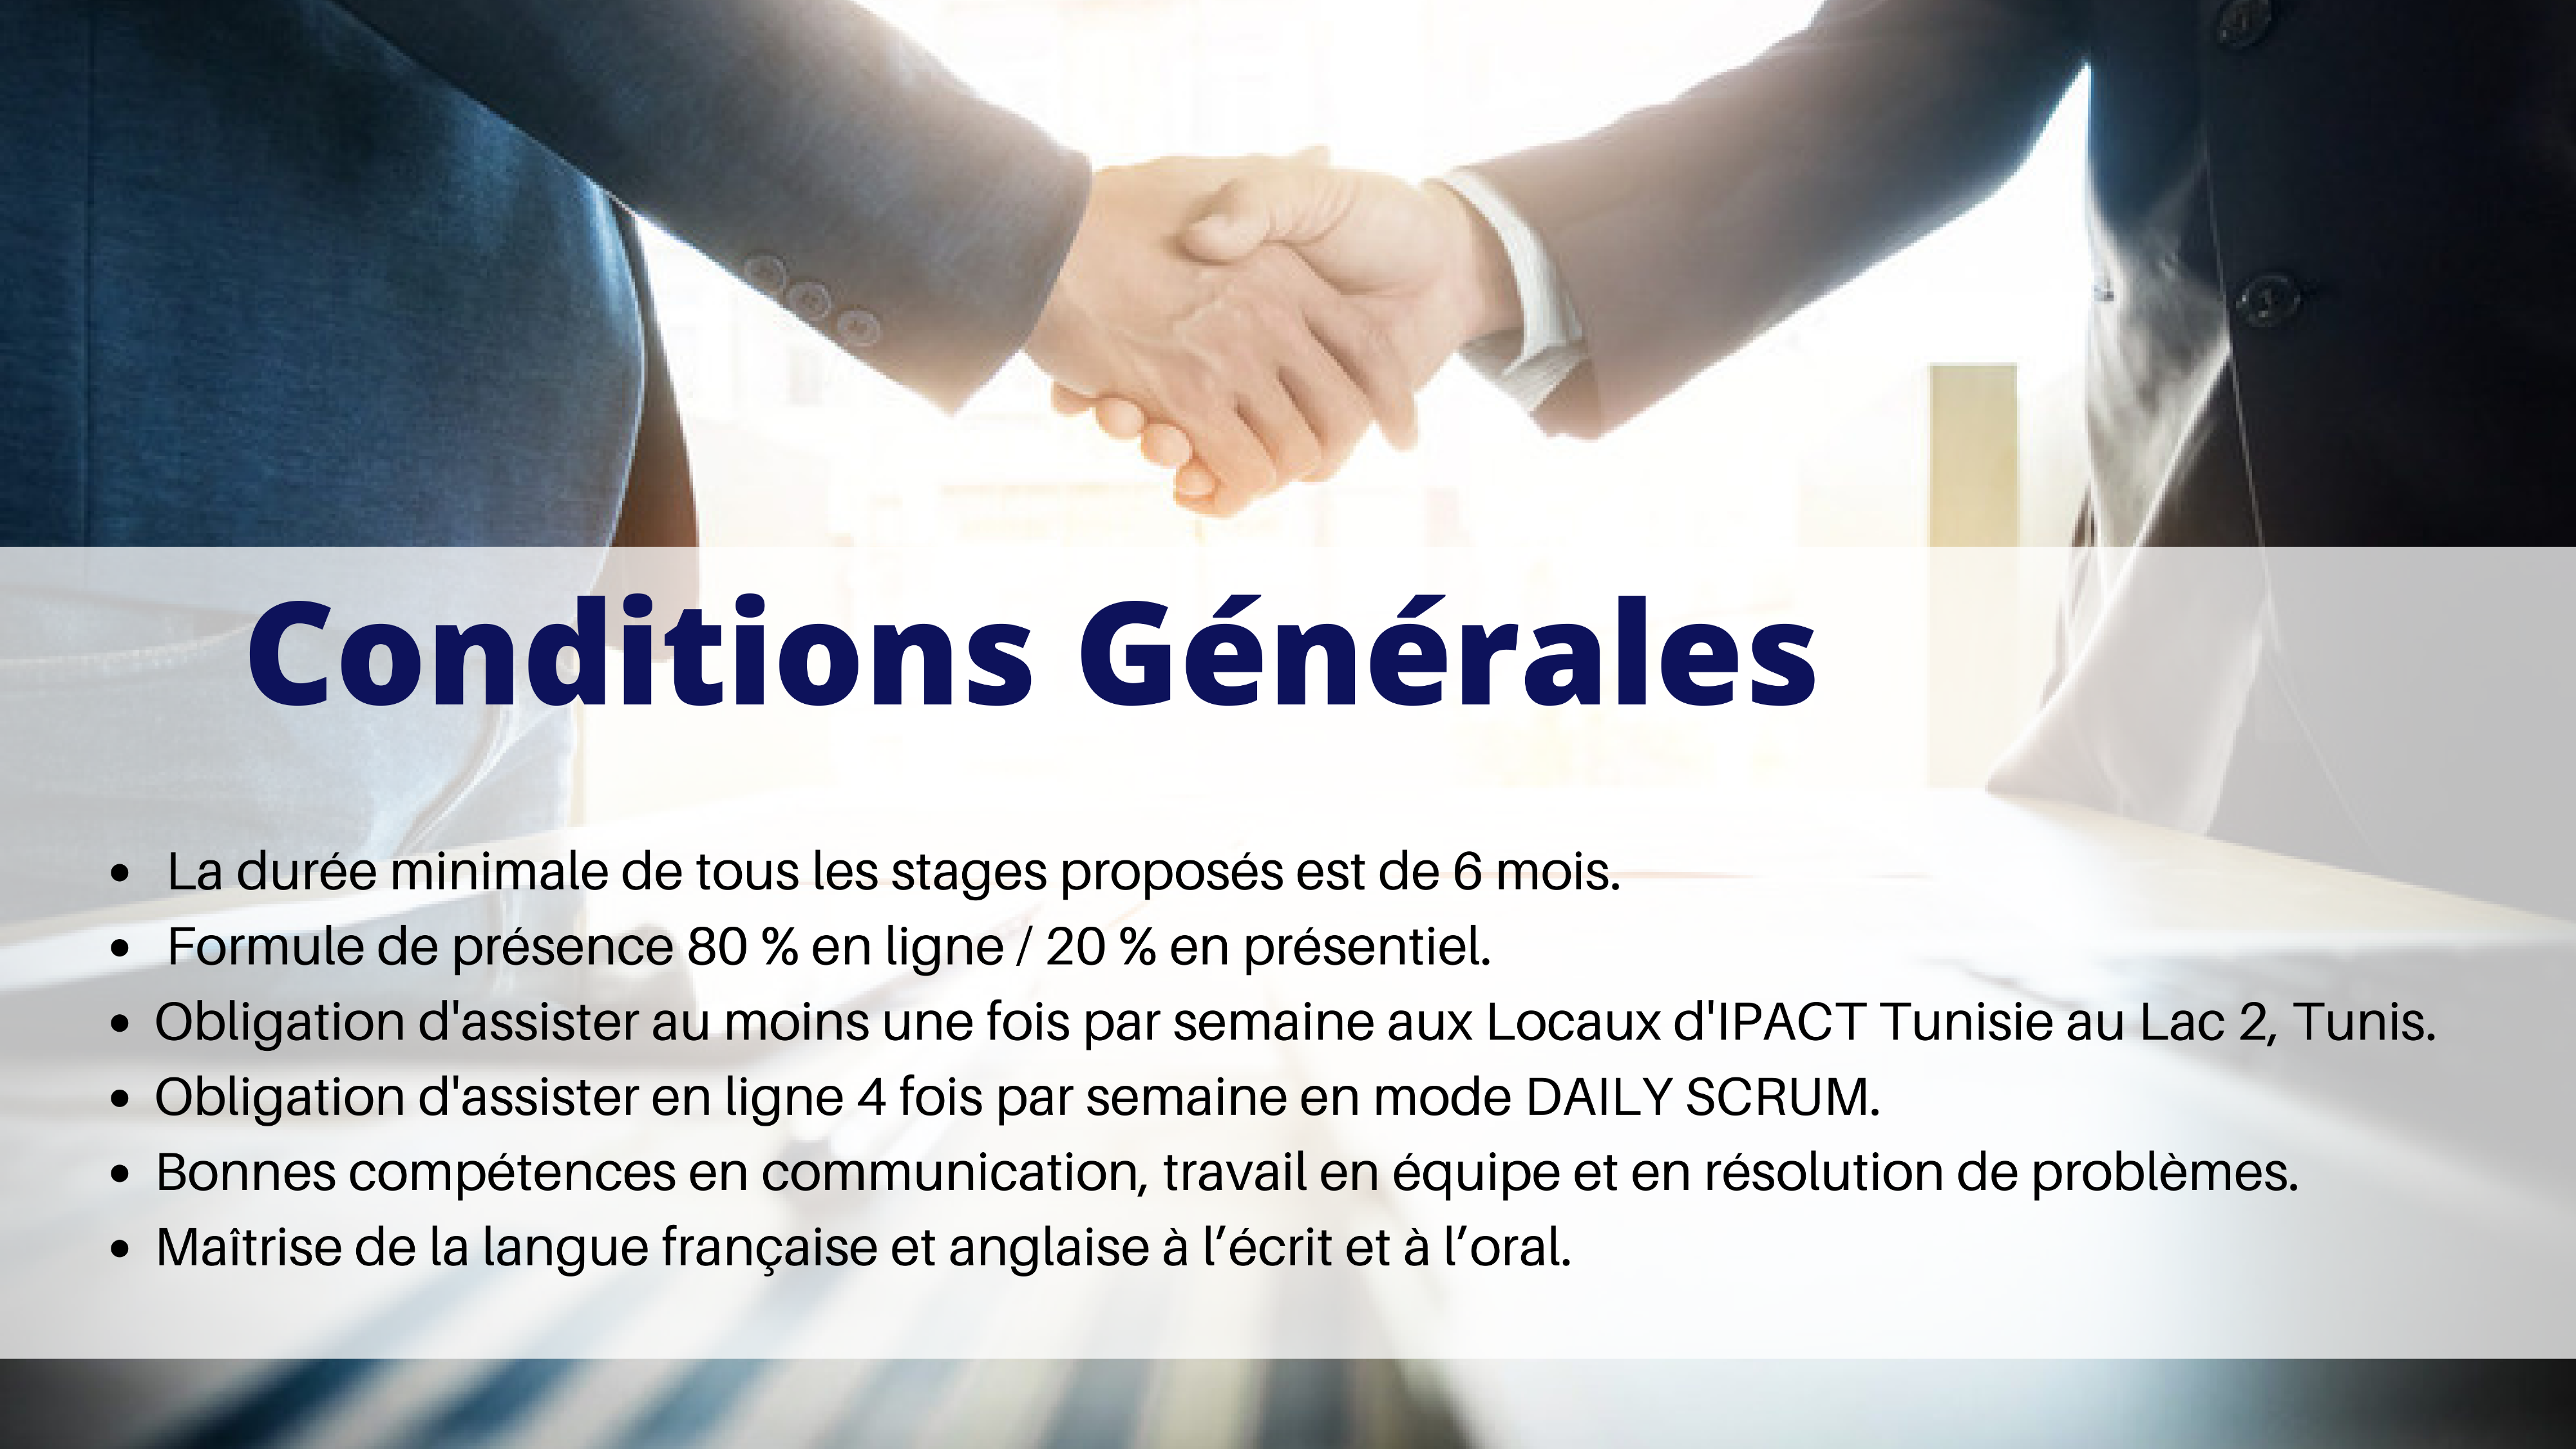 Conditions Générales
• La durée minimale de tous les stages proposés est de 6 mois.
• Formule de présence 80 % en ligne / 20 % en présentiel.
• Obligation d'assister au moins une fois par semaine aux Locaux d'IPACT Tunisie au Lac 2, Tunis.
• Obligation d'assister en ligne 4 fois par semaine en mode DAILY SCRUM.
• Bonnes compétences en communication, travail en équipe et en résolution de problèmes.
• Maîtrise de la langue française et anglaise à l’écrit et à l’oral.